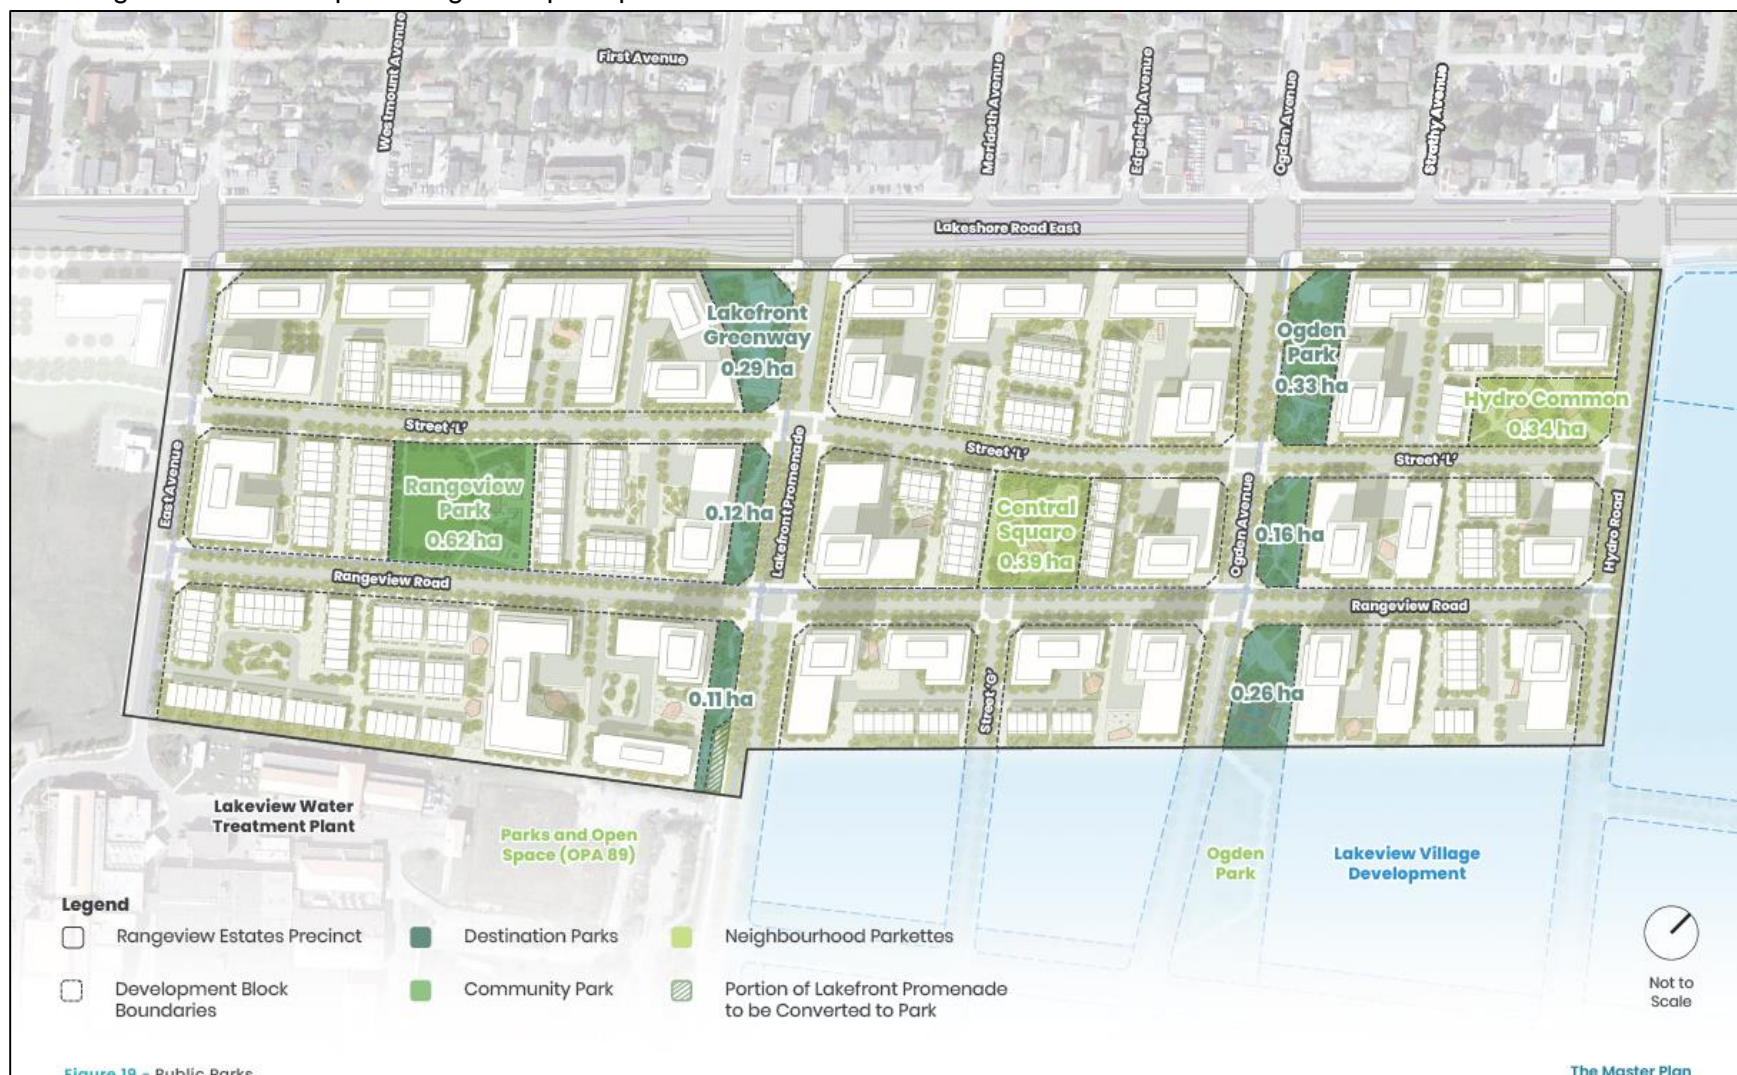 Westmount Avenue
First Avenue
Merideth Avenue
Edgeleigh Avenue
Ogden Avenue
Strathy Avenue
Lakeshore Road East
Lakefront
Greenway
0.29 ha
Ogden
Park
0.33 ha
Hydro Common
0.34 ha
Street 'L'
Street 'L'
Street 'L'
East Avenue
Rangeview
Park
0.62 ha
0.12 ha
Lakefront Promenade
Central
Square
0.39 ha
Ogden Avenue
0.16 ha
Hydro Road
Rangeview Road
Rangeview Road
0.11 ha
Street 'G'
0.26 ha
Lakeview Water
Treatment Plant
Parks and Open
Space (OPA 89)
Ogden
Park
Lakeview Village
Development
Legend
Rangeview Estates Precinct
Destination Parks
Neighbourhood Parkettes
Development Block
Boundaries
Community Park
Portion of Lakefront Promenade
to be Converted to Park
Not to
Scale
Figure 19 - Public Parks
The Master Plan